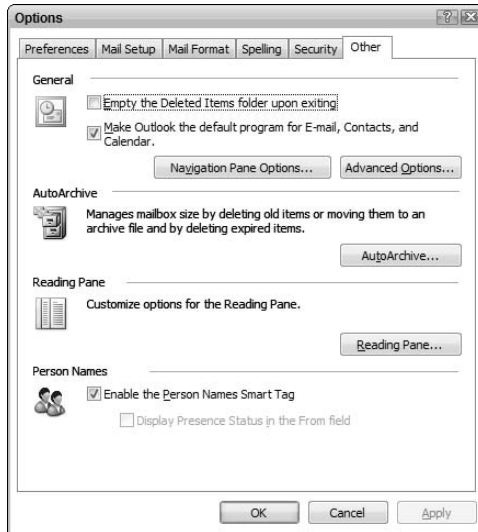 Options
Preferences Mail Setup Mail Format Spelling Security Other
General
Empty the Deleted Items folder upon exiting
Make Outlook the default program for E-mail, Contacts, and
Calendar.
Navigation Pane Options... Advanced Options...
AutoArchive
Manages mailbox size by deleting old items or moving them to an
archive file and by deleting expired items.
AutoArchive...
Reading Pane
Customize options for the Reading Pane.
Reading Pane...
Person Names
Enable the Person Names Smart Tag
Display Presence Status in the From field
OK Cancel Apply